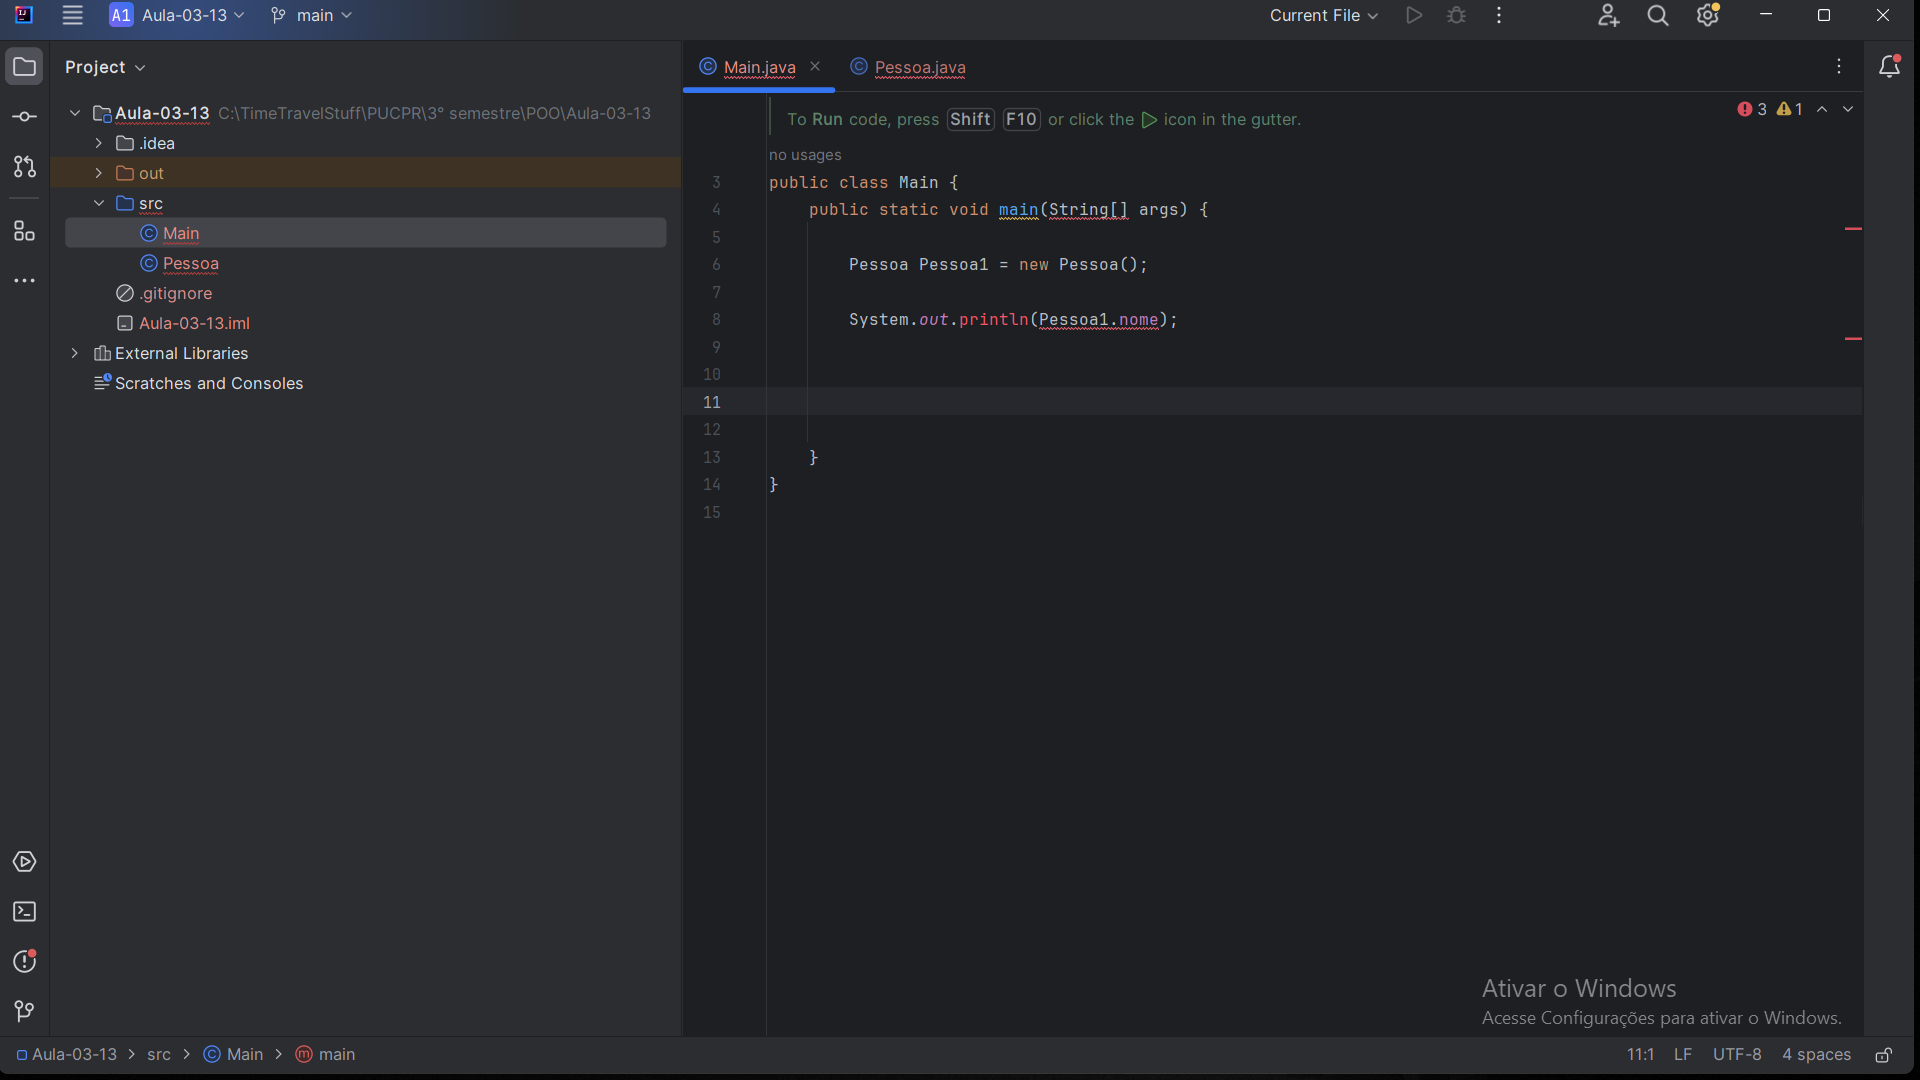 A1 Aula-03-13 main Current File
Project
Main.java Pessoa.java
Aula-03-13 C:\TimeTravelStuff\PUCPR\3° semestre\POO\Aula-03-13
.idea
out
src
Main
Pessoa
.gitignore
Aula-03-13.iml
External Libraries
Scratches and Consoles
To Run code, press Shift F10 or click the icon in the gutter.
3 1
no usages
3 public class Main {
4 public static void main(String[] args) {
5
6 Pessoa Pessoa1 = new Pessoa();
7
8 System.out.println(Pessoa1.nome);
9
10
11
12
13 }
14 }
15
Ativar o Windows
Acesse Configurações para ativar o Windows.
Aula-03-13 > src > Main > main
11:1 LF UTF-8 4 spaces